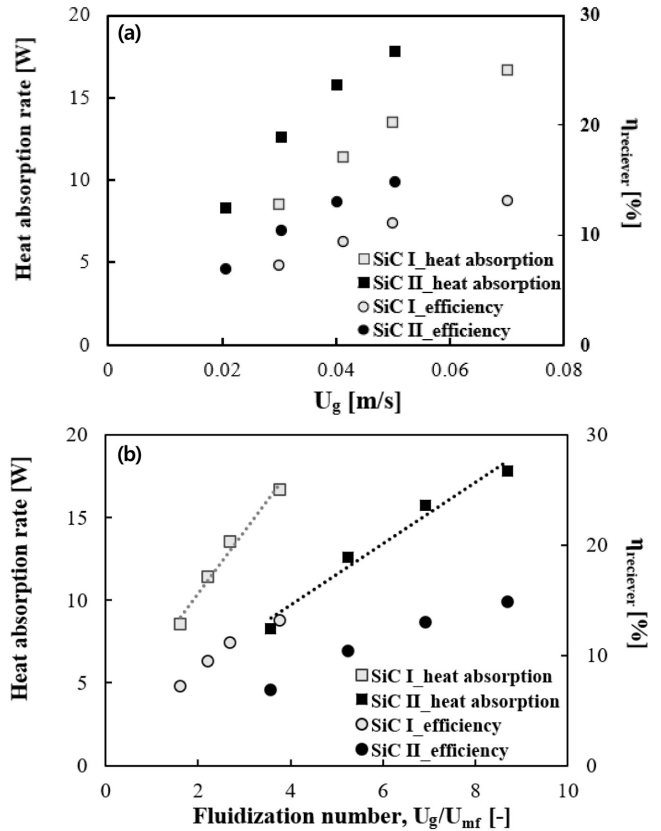 (a)
Heat absorption rate [W]
20
15
10
5
0
30
20
10
0
ηreciever [%]
SiC I_heat absorption
SiC II_heat absorption
SiC I_efficiency
SiC II_efficiency
0 0.02 0.04 0.06 0.08
Ug [m/s]
(b)
Heat absorption rate [W]
20
15
10
5
0
30
20
10
0
ηreciever [%]
SiC I_heat absorption
SiC II_heat absorption
SiC I_efficiency
SiC II_efficiency
0 2 4 6 8 10
Fluidization number, Ug/Umf [-]